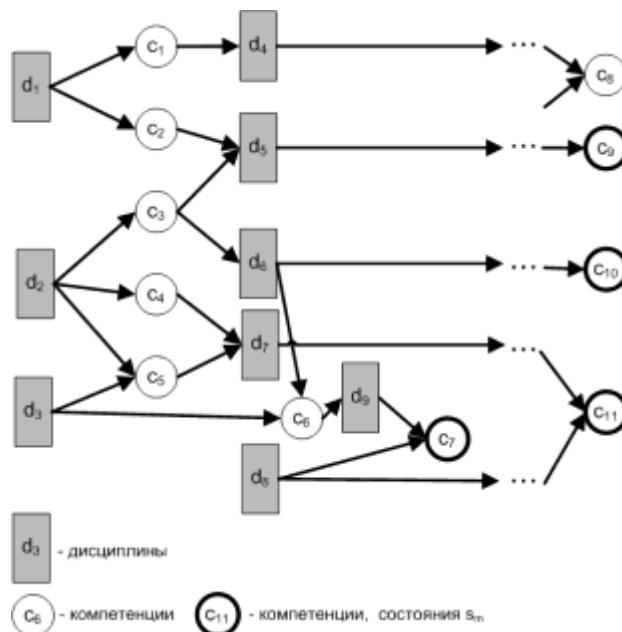 c₁
d₄
...
c₈
d₁
c₂
d₅
...
c₉
c₃
d₂
d₆
...
c₁₀
c₄
d₇
...
c₅
d₃
d₉
c₆
c₇
c₁₁
d₈
...
d₃ - дисциплины
c₆ - компетенции
c₁₁ - компетенции, состояния sₘ